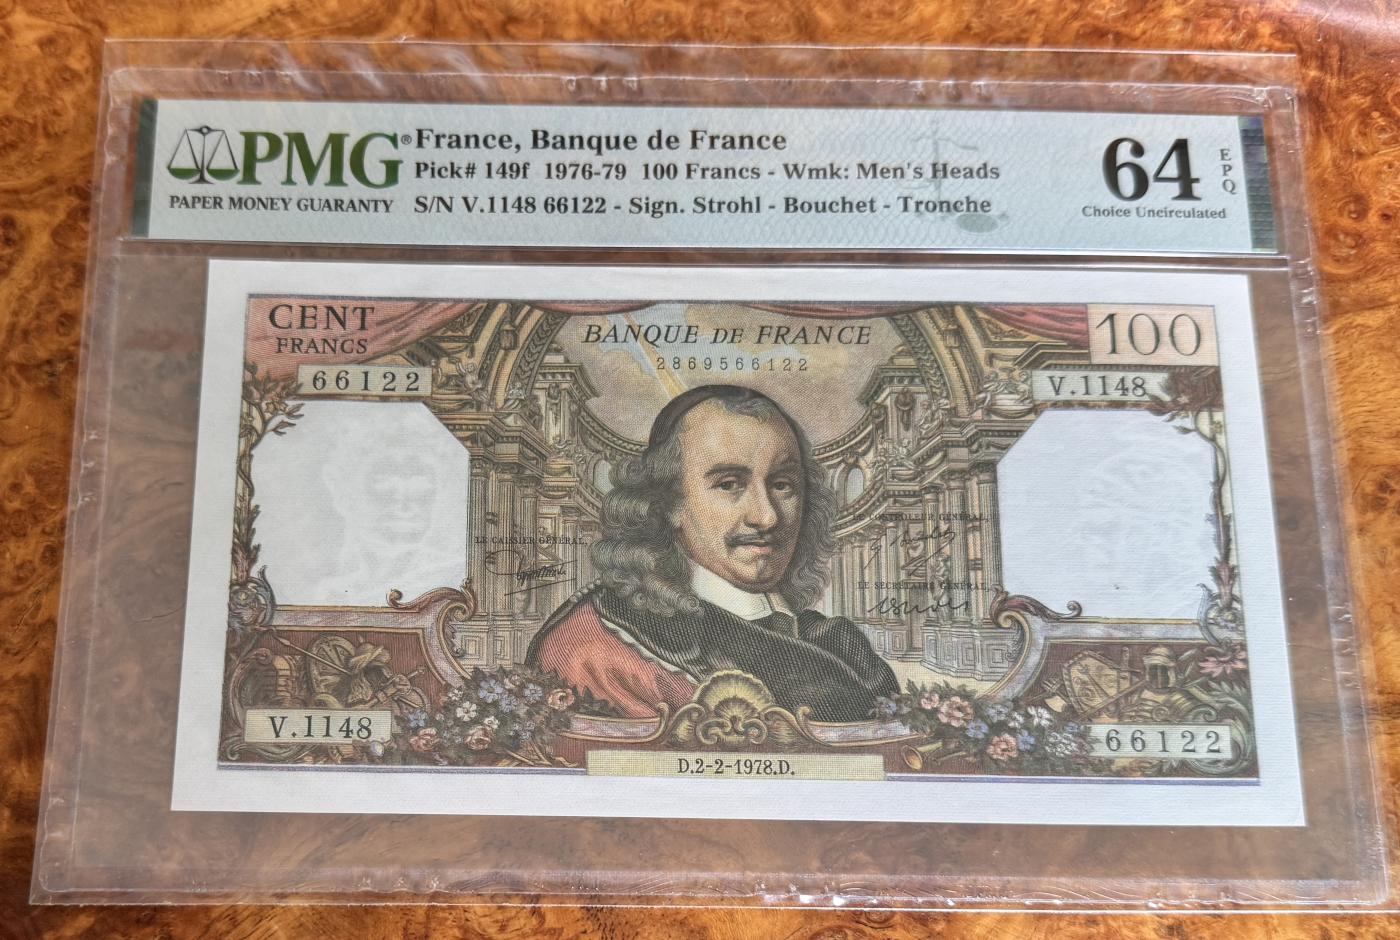 PMG®
PAPER MONEY GUARANTY
France, Banque de France
Pick# 149f 1976-79 100 Francs - Wmk: Men's Heads
S/N V.1148 66122 - Sign. Strohl - Bouchet - Tronche
64
EPQ
Choice Uncirculated
CENT
FRANCS
BANQUE DE FRANCE
100
2869566122
66122
V.1148
LE CAISSIER GÉNÉRAL,
CONTROLEUR GÉNÉRAL,
LE SECRÉTAIRE GÉNÉRAL,
V.1148
66122
D.2-2-1978.D.